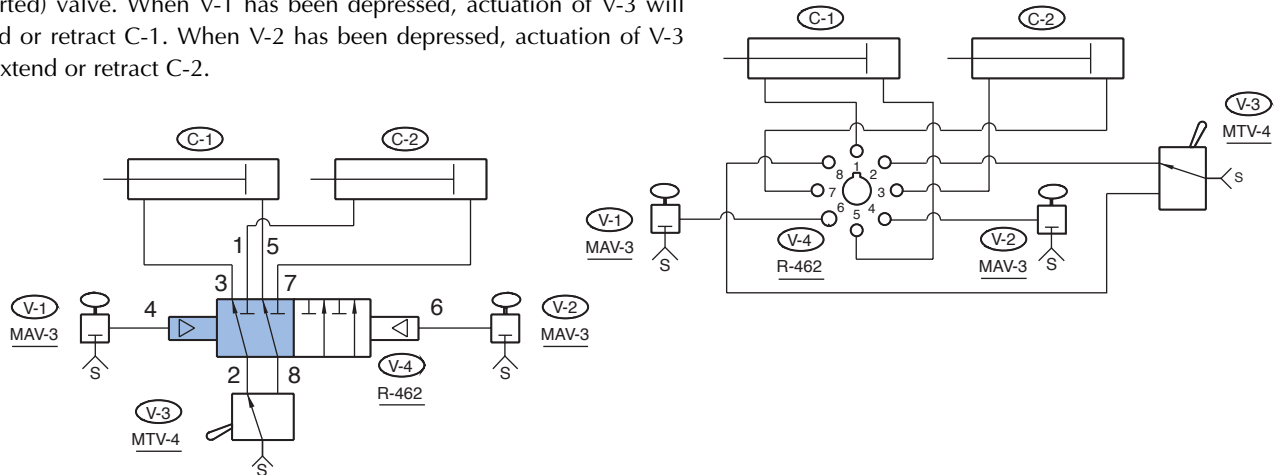 rted) valve. When V-1 has been depressed, actuation of V-3 will
d or retract C-1. When V-2 has been depressed, actuation of V-3
extend or retract C-2.
C-1
C-2
1
5
3
7
V-1
MAV-3
4
6
V-2
MAV-3
S
S
V-4
R-462
2
8
V-3
MTV-4
S
C-1
C-2
V-3
MTV-4
S
1
8
2
7
3
6
4
5
V-1
MAV-3
S
V-4
R-462
V-2
MAV-3
S